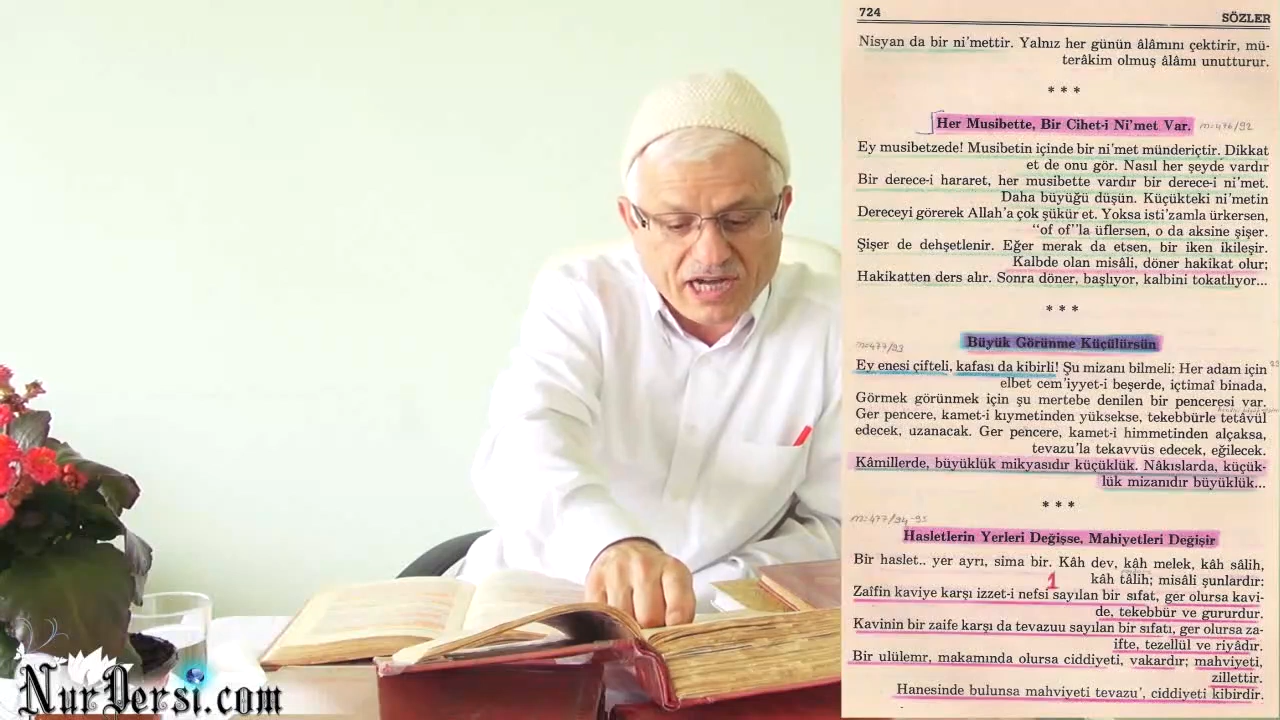 724
SÖZLER
Nisyan da bir ni'mettir. Yalnız her günün âlâmını çektirir, mü-
terâkim olmuş âlâmı unutturur.
* * *
Her Musibette, Bir Cihet-i Ni'met Var.
m=476/92
Ey musibetzede! Musibetin içinde bir ni'met münderiçtir. Dikkat
et de onu gör. Nasıl her şeyde vardır
Bir derece-i hararet, her musibette vardır bir derece-i ni'met.
Daha büyüğü düşün. Küçükteki ni'metin
Dereceyi görerek Allah'a çok şükür et. Yoksa isti'zamla ürkersen,
"of of"la üflersen, o da aksine şişer.
Şişer de dehşetlenir. Eğer merak da etsen, bir iken ikileşir.
Kalbde olan misâli, döner hakikat olur;
Hakikatten ders alır. Sonra döner, başlıyor, kalbini tokatlıyor...
* * *
Büyük Görünme Küçülürsün
m=477/93
Ey enesi çifteli, kafası da kibirli! Şu mizanı bilmeli: Her adam için
elbet cem'iyyet-i beşerde, içtimaî binada,
Görmek görünmek için şu mertebe denilen bir penceresi var.
Ger pencere, kamet-i kıymetinden yüksekse, tekebbürle tetâvül
edecek, uzanacak. Ger pencere, kamet-i himmetinden alçaksa,
tevazu'la tekavvüs edecek, eğilecek.
Kâmillerde, büyüklük mikyasıdır küçüklük. Nâkıslarda, küçük-
lük mizanıdır büyüklük...
* * *
m=477/94-95
Hasletlerin Yerleri Değişse, Mahiyetleri Değişir
Bir haslet.. yer ayrı, sima bir. Kâh dev, kâh melek, kâh sâlih,
kâh tâlih; misâli şunlardır:
1
Zaîfin kaviye karşı izzet-i nefsi sayılan bir sıfat, ger olursa kavi-
de, tekebbür ve gururdur.
Kavinin bir zaife karşı da tevazuu sayılan bir sıfatı, ger olursa za-
ifte, tezellül ve riyâdır.
Bir ulülemr, makamında olursa ciddiyeti, vakardır; mahviyeti,
zillettir.
Hanesinde bulunsa mahviyeti tevazu', ciddiyeti kibirdir.
NurDersi.com